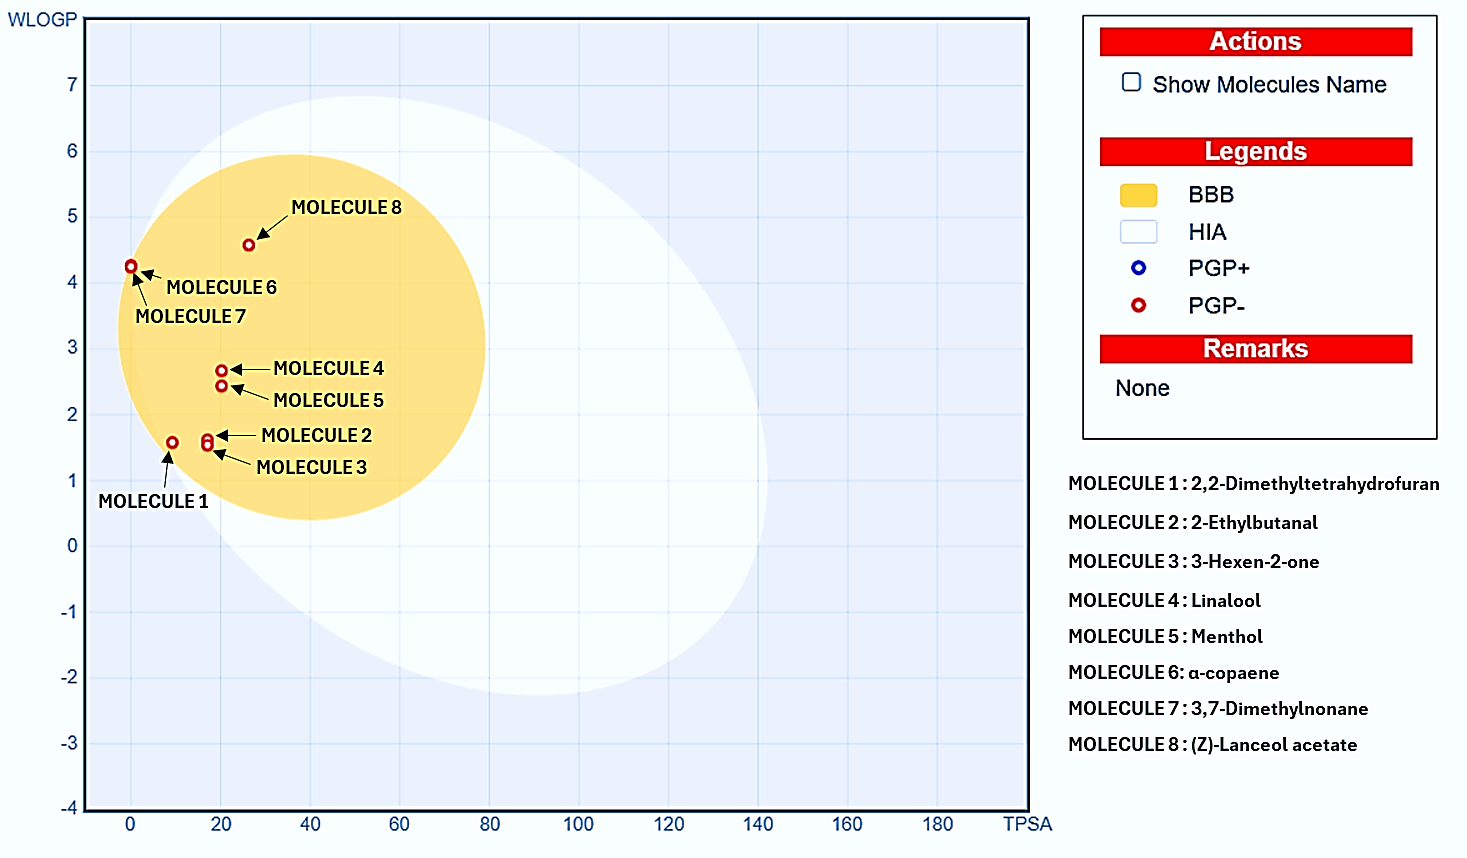 WLOGP
7
6
5
4
3
2
1
0
-1
-2
-3
-4
0
20
40
60
80
100
120
140
160
180
TPSA
MOLECULE 8
MOLECULE 6
MOLECULE 7
MOLECULE 4
MOLECULE 5
MOLECULE 2
MOLECULE 3
MOLECULE 1
Actions
Show Molecules Name
Legends
BBB
HIA
PGP+
PGP-
Remarks
None
MOLECULE 1 : 2,2-Dimethyltetrahydrofuran
MOLECULE 2 : 2-Ethylbutanal
MOLECULE 3 : 3-Hexen-2-one
MOLECULE 4 : Linalool
MOLECULE 5 : Menthol
MOLECULE 6: α-copaene
MOLECULE 7 : 3,7-Dimethylnonane
MOLECULE 8 : (Z)-Lanceol acetate